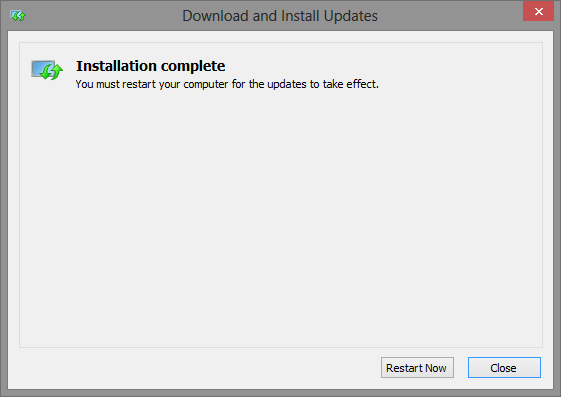 Download and Install Updates
Installation complete
You must restart your computer for the updates to take effect.
Restart Now
Close